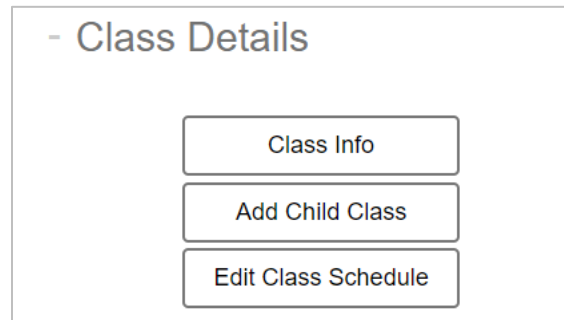 - Class Details
Class Info
Add Child Class
Edit Class Schedule